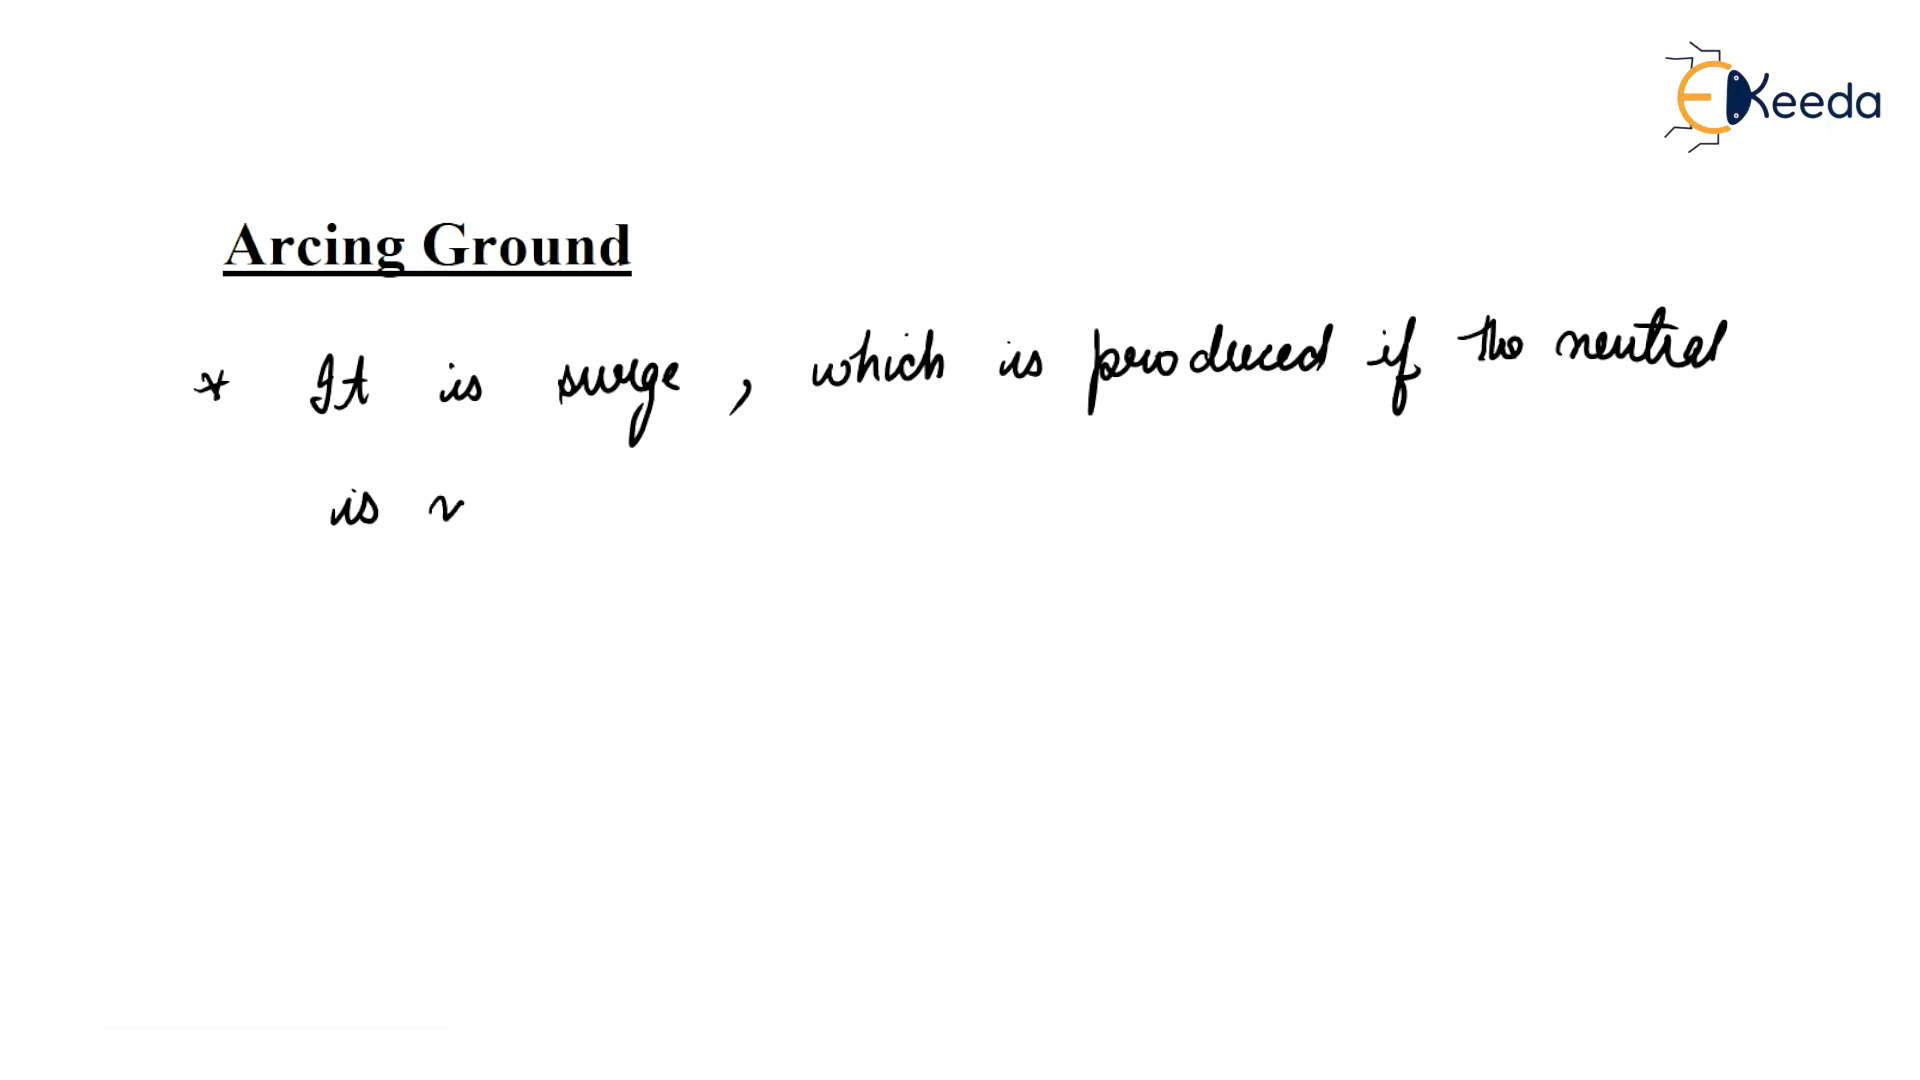 EKeeda
Arcing Ground
* It is surge, which is produced if the neutral
is n